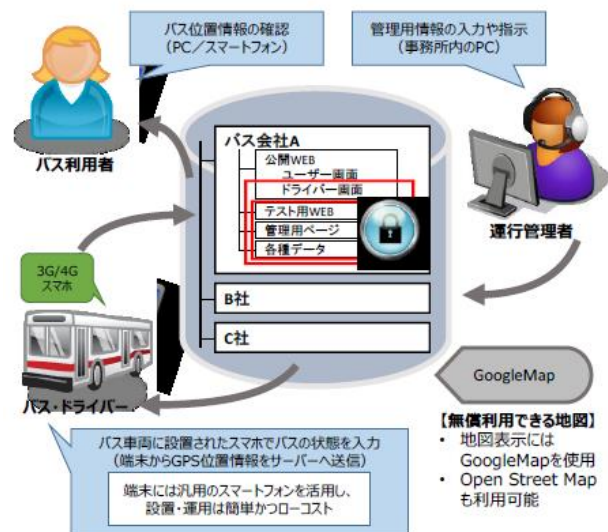 バス位置情報の確認
(PC／スマートフォン)
管理用情報の入力や指示
(事務所内のPC)
バス利用者
バス会社A
公開WEB
ユーザー画面
ドライバー画面
テスト用WEB
管理用ページ
各種データ
運行管理者
3G/4G
スマホ
B社
C社
バス・ドライバー
GoogleMap
【無償利用できる地図】
• 地図表示には
GoogleMapを使用
• Open Street Map
も利用可能
バス車両に設置されたスマホでバスの状態を入力
(端末からGPS位置情報をサーバーへ送信)
端末には汎用のスマートフォンを活用し、
設置・運用は簡単かつローコスト